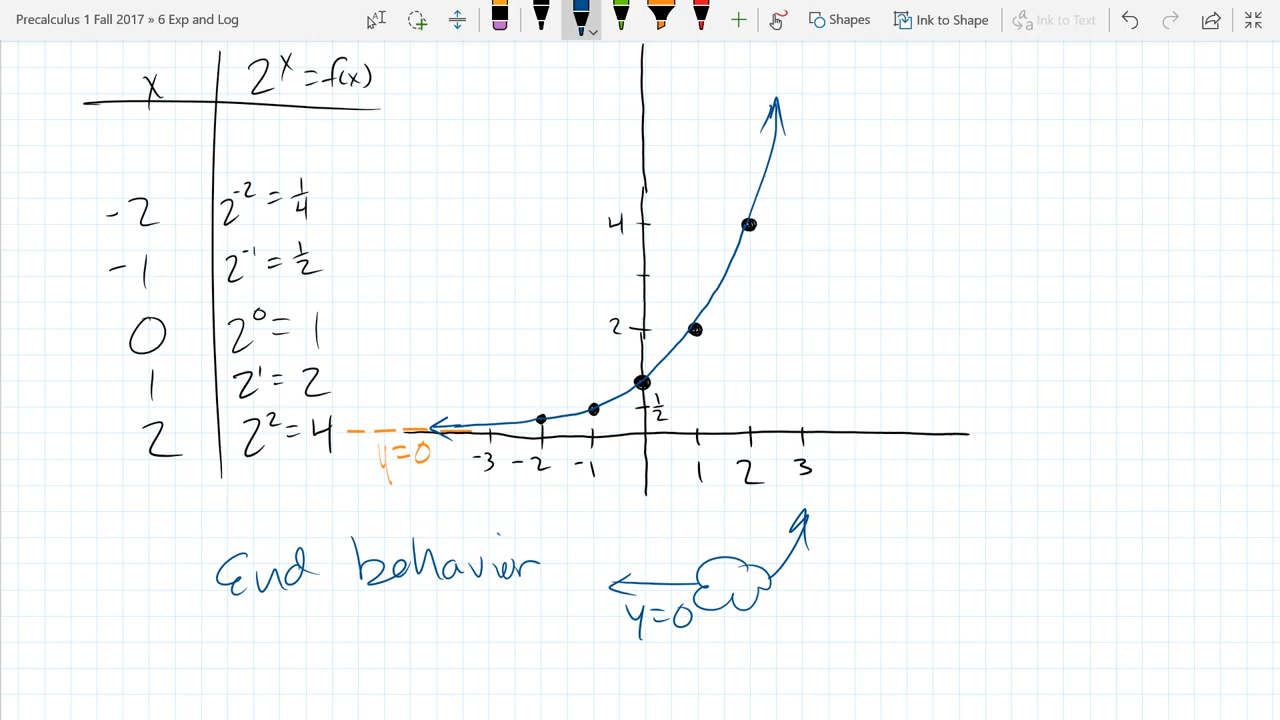 Precalculus 1 Fall 2017 » 6 Exp and Log
Shapes
Ink to Shape
Ink to Text
x 2^x = f(x)
-2 2^-2 = 1/4
-1 2^-1 = 1/2
0 2^0 = 1
1 2^1 = 2
2 2^2 = 4
4
2
1/2
y=0
-3 -2 -1 1 2 3
End behavior
y=0